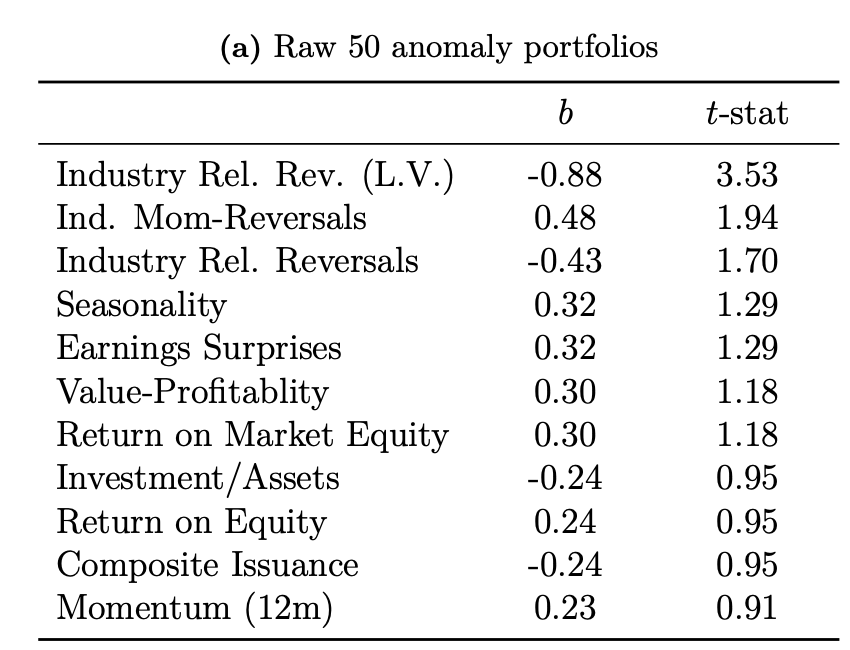 (a) Raw 50 anomaly portfolios
b t-stat
Industry Rel. Rev. (L.V.) -0.88 3.53
Ind. Mom-Reversals 0.48 1.94
Industry Rel. Reversals -0.43 1.70
Seasonality 0.32 1.29
Earnings Surprises 0.32 1.29
Value-Profitablity 0.30 1.18
Return on Market Equity 0.30 1.18
Investment/Assets -0.24 0.95
Return on Equity 0.24 0.95
Composite Issuance -0.24 0.95
Momentum (12m) 0.23 0.91